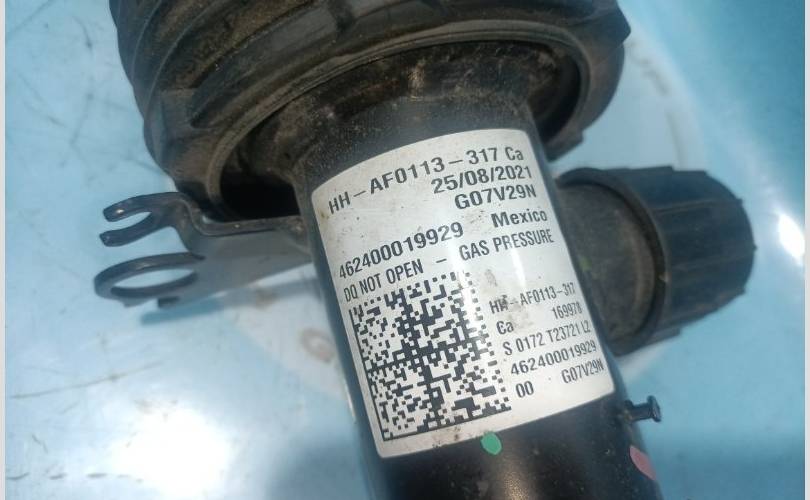 HH-AF0113-317 Ca
25/08/2021
G07V29N
Mexico
462400019929
DO NOT OPEN - GAS PRESSURE
HH-AF0113-317
Ca 169978
S 0172 T23721 L2
462400019929
00 G07V29N